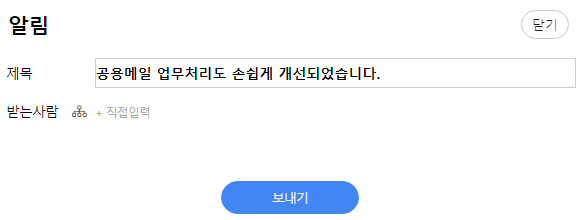 알림
닫기
제목
공용메일 업무처리도 손쉽게 개선되었습니다.
받는사람
+ 직접입력
보내기